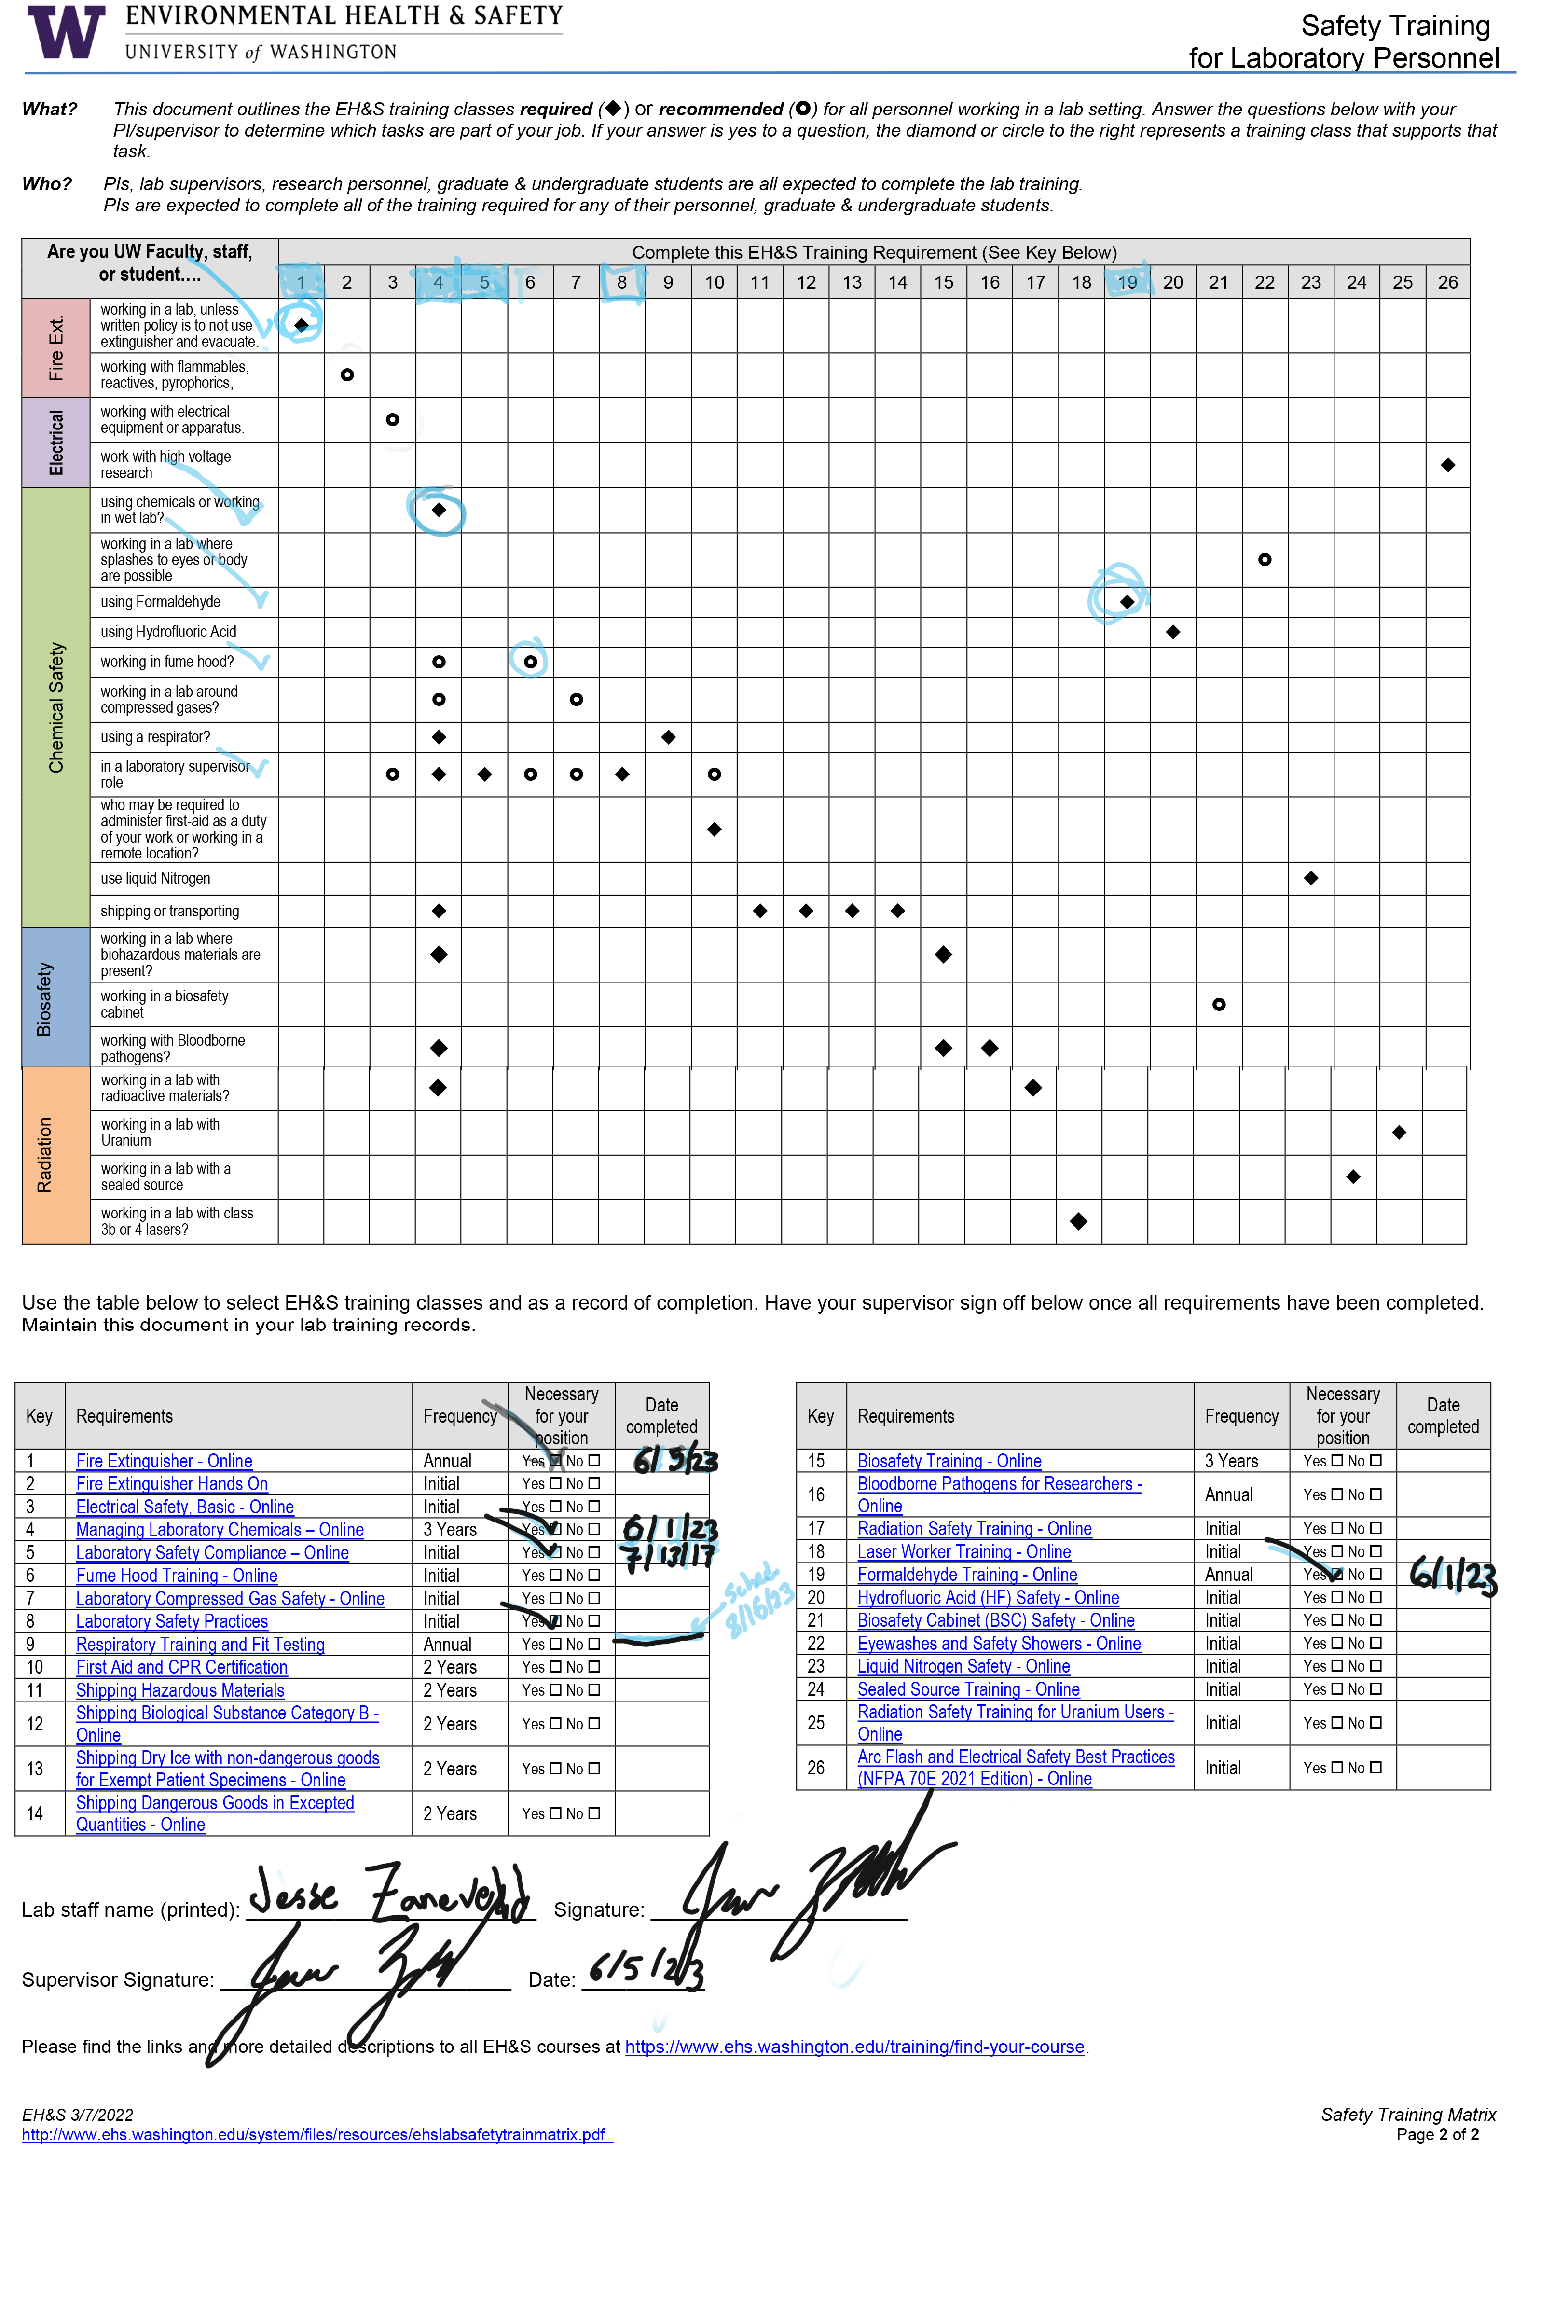 W ENVIRONMENTAL HEALTH & SAFETY
UNIVERSITY of WASHINGTON
Safety Training
for Laboratory Personnel
What? This document outlines the EH&S training classes required (◆) or recommended (⭘) for all personnel working in a lab setting. Answer the questions below with your
PI/supervisor to determine which tasks are part of your job. If your answer is yes to a question, the diamond or circle to the right represents a training class that supports that
task.
Who? PIs, lab supervisors, research personnel, graduate & undergraduate students are all expected to complete the lab training.
PIs are expected to complete all of the training required for any of their personnel, graduate & undergraduate students.
Are you UW Faculty, staff,
or student….
Complete this EH&S Training Requirement (See Key Below)
1 2 3 4 5 6 7 8 9 10 11 12 13 14 15 16 17 18 19 20 21 22 23 24 25 26
Fire Ext.
working in a lab, unless
written policy is to not use
extinguisher and evacuate.
working with flammables,
reactives, pyrophorics,
Electrical
working with electrical
equipment or apparatus.
work with high voltage
research
Chemical Safety
using chemicals or working
in wet lab?
working in a lab where
splashes to eyes or body
are possible
using Formaldehyde
using Hydrofluoric Acid
working in fume hood?
working in a lab around
compressed gases?
using a respirator?
in a laboratory supervisor
role
who may be required to
administer first-aid as a duty
of your work or working in a
remote location?
use liquid Nitrogen
shipping or transporting
Biosafety
working in a lab where
biohazardous materials are
present?
working in a biosafety
cabinet
working with Bloodborne
pathogens?
Radiation
working in a lab with
radioactive materials?
working in a lab with
Uranium
working in a lab with a
sealed source
working in a lab with class
3b or 4 lasers?
Use the table below to select EH&S training classes and as a record of completion. Have your supervisor sign off below once all requirements have been completed.
Maintain this document in your lab training records.
Key Requirements Frequency Necessary for your position Date completed
1 Fire Extinguisher - Online Annual Yes ☐ No ☐ 6/5/23
2 Fire Extinguisher Hands On Initial Yes ☐ No ☐
3 Electrical Safety, Basic - Online Initial Yes ☐ No ☐
4 Managing Laboratory Chemicals – Online 3 Years Yes ☐ No ☐ 6/1/23
5 Laboratory Safety Compliance – Online Initial Yes ☐ No ☐ 7/13/17
6 Fume Hood Training - Online Initial Yes ☐ No ☐
7 Laboratory Compressed Gas Safety - Online Initial Yes ☐ No ☐
8 Laboratory Safety Practices Initial Yes ☐ No ☐
Sched.
8/16/23
9 Respiratory Training and Fit Testing Annual Yes ☐ No ☐
10 First Aid and CPR Certification 2 Years Yes ☐ No ☐
11 Shipping Hazardous Materials 2 Years Yes ☐ No ☐
12 Shipping Biological Substance Category B -
Online 2 Years Yes ☐ No ☐
13 Shipping Dry Ice with non-dangerous goods
for Exempt Patient Specimens - Online 2 Years Yes ☐ No ☐
14 Shipping Dangerous Goods in Excepted
Quantities - Online 2 Years Yes ☐ No ☐
Key Requirements Frequency Necessary for your position Date completed
15 Biosafety Training - Online 3 Years Yes ☐ No ☐
16 Bloodborne Pathogens for Researchers -
Online Annual Yes ☐ No ☐
17 Radiation Safety Training - Online Initial Yes ☐ No ☐
18 Laser Worker Training - Online Initial Yes ☐ No ☐
19 Formaldehyde Training - Online Annual Yes ☐ No ☐ 6/1/23
20 Hydrofluoric Acid (HF) Safety - Online Initial Yes ☐ No ☐
21 Biosafety Cabinet (BSC) Safety - Online Initial Yes ☐ No ☐
22 Eyewashes and Safety Showers - Online Initial Yes ☐ No ☐
23 Liquid Nitrogen Safety - Online Initial Yes ☐ No ☐
24 Sealed Source Training - Online Initial Yes ☐ No ☐
25 Radiation Safety Training for Uranium Users -
Online Initial Yes ☐ No ☐
26 Arc Flash and Electrical Safety Best Practices
(NFPA 70E 2021 Edition) - Online Initial Yes ☐ No ☐
Lab staff name (printed): Jesse Zaneveld Signature:
Supervisor Signature: Date: 6/5/23
Please find the links and more detailed descriptions to all EH&S courses at https://www.ehs.washington.edu/training/find-your-course.
EH&S 3/7/2022
http://www.ehs.washington.edu/system/files/resources/ehslabsafetytrainmatrix.pdf
Safety Training Matrix
Page 2 of 2